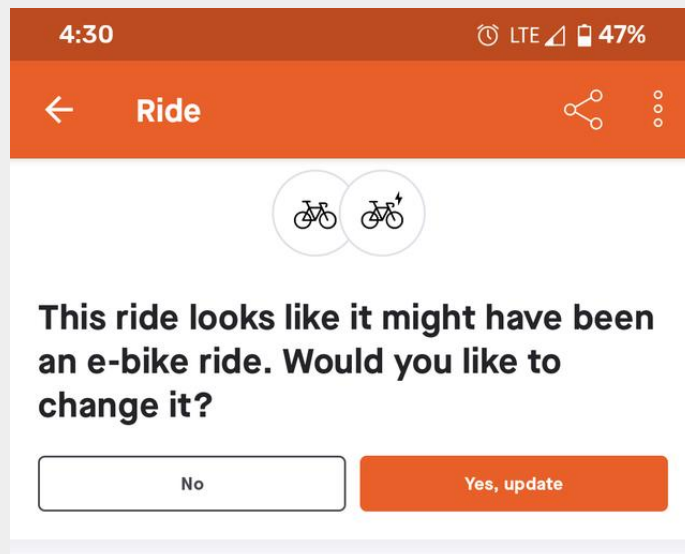 4:30 LTE 47%
Ride
This ride looks like it might have been
an e-bike ride. Would you like to
change it?
No Yes, update